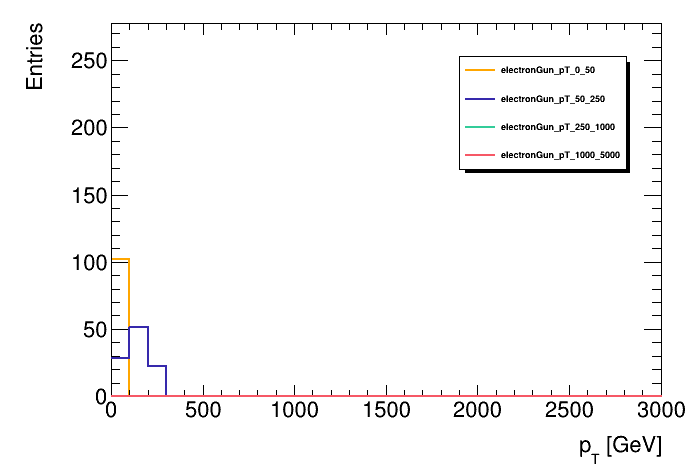 Entries
250
200
150
100
50
0
electronGun_pT_0_50
electronGun_pT_50_250
electronGun_pT_250_1000
electronGun_pT_1000_5000
0 500 1000 1500 2000 2500 3000
p_T [GeV]